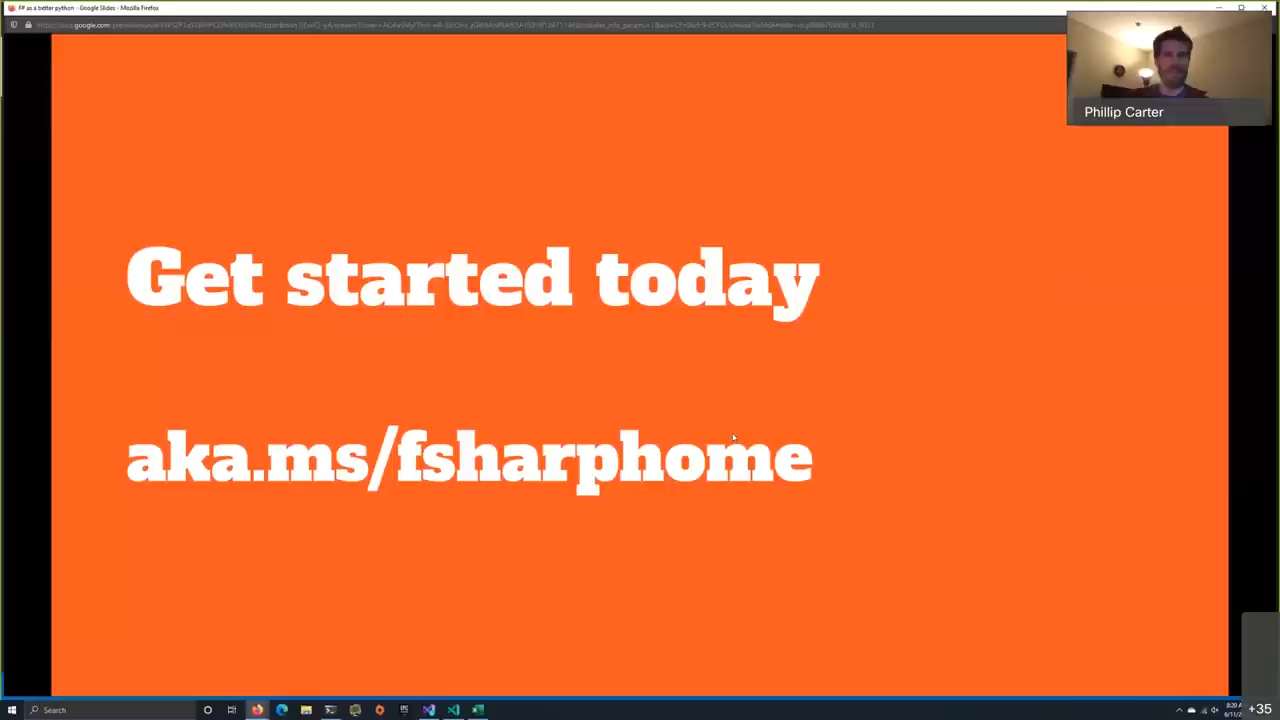 F# as a better python - Google Slides - Mozilla Firefox
Phillip Carter
Get started today
aka.ms/fsharphome
Search
+35